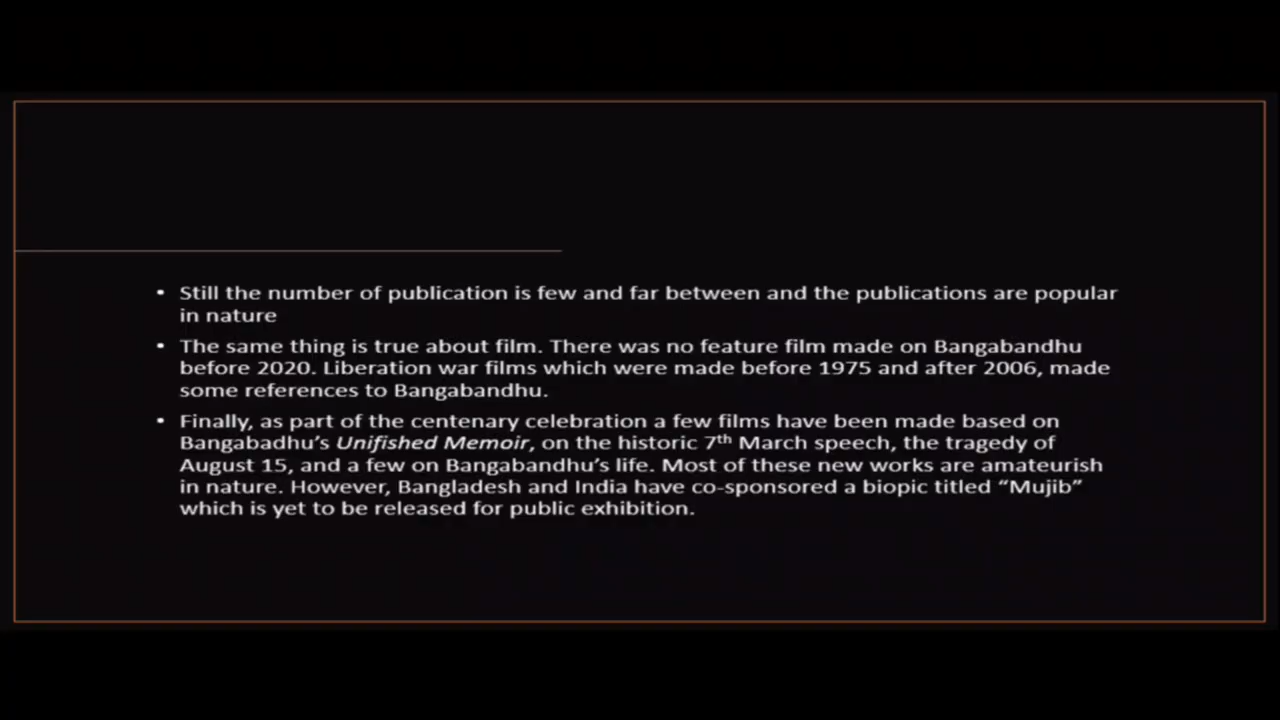 • Still the number of publication is few and far between and the publications are popular
in nature
• The same thing is true about film. There was no feature film made on Bangabandhu
before 2020. Liberation war films which were made before 1975 and after 2006, made
some references to Bangabandhu.
• Finally, as part of the centenary celebration a few films have been made based on
Bangabadhu’s Unifished Memoir, on the historic 7th March speech, the tragedy of
August 15, and a few on Bangabandhu’s life. Most of these new works are amateurish
in nature. However, Bangladesh and India have co-sponsored a biopic titled “Mujib”
which is yet to be released for public exhibition.